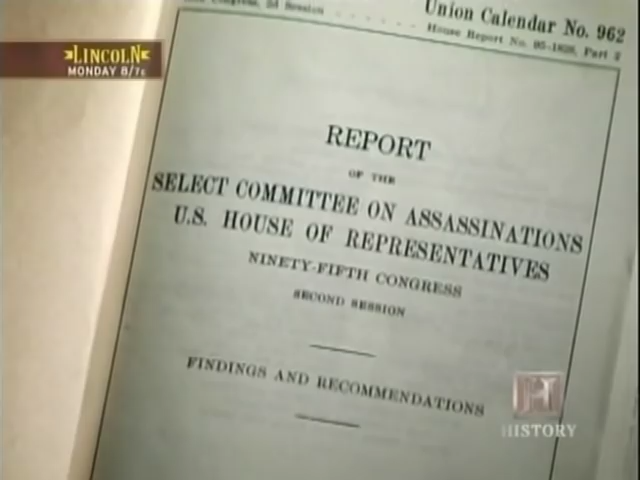 Union Calendar No. 962
House Report No. 95-1828, Part 2
LINCOLN
MONDAY 8/7c
REPORT
OF THE
SELECT COMMITTEE ON ASSASSINATIONS
U.S. HOUSE OF REPRESENTATIVES
NINETY-FIFTH CONGRESS
SECOND SESSION
FINDINGS AND RECOMMENDATIONS
H
HISTORY